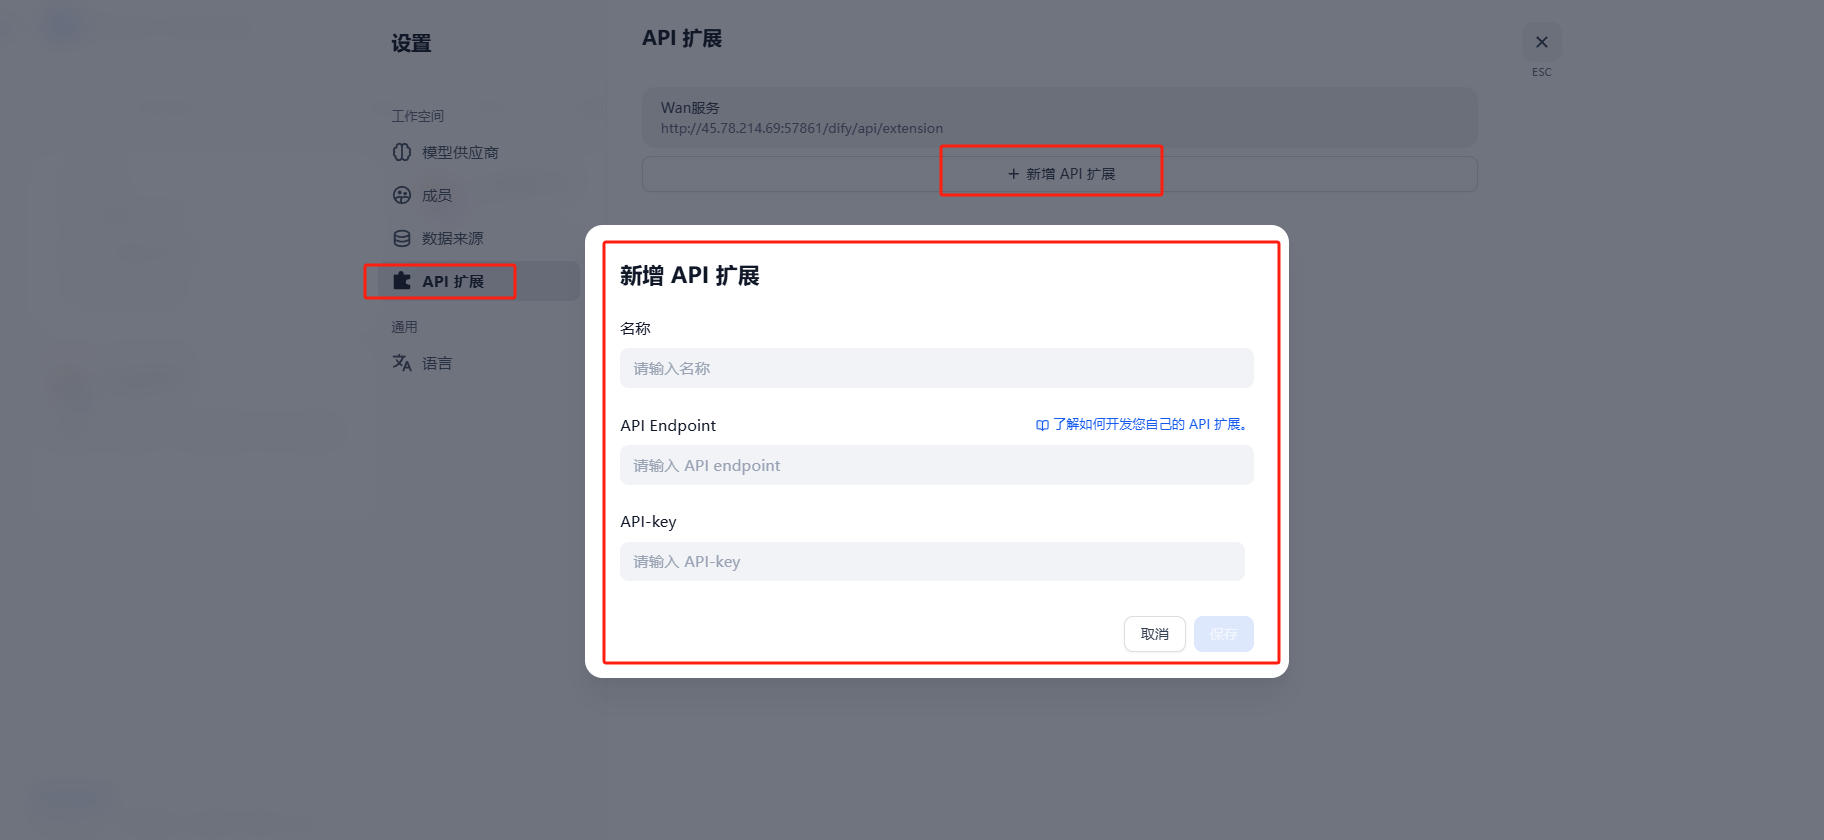 设置
工作空间
模型供应商
成员
数据来源
API 扩展
通用
语言
API 扩展
ESC
Wan服务
http://45.78.214.69:57861/dify/api/extension
+ 新增 API 扩展
新增 API 扩展
名称
请输入名称
API Endpoint
了解如何开发您自己的 API 扩展。
请输入 API endpoint
API-key
请输入 API-key
取消
保存